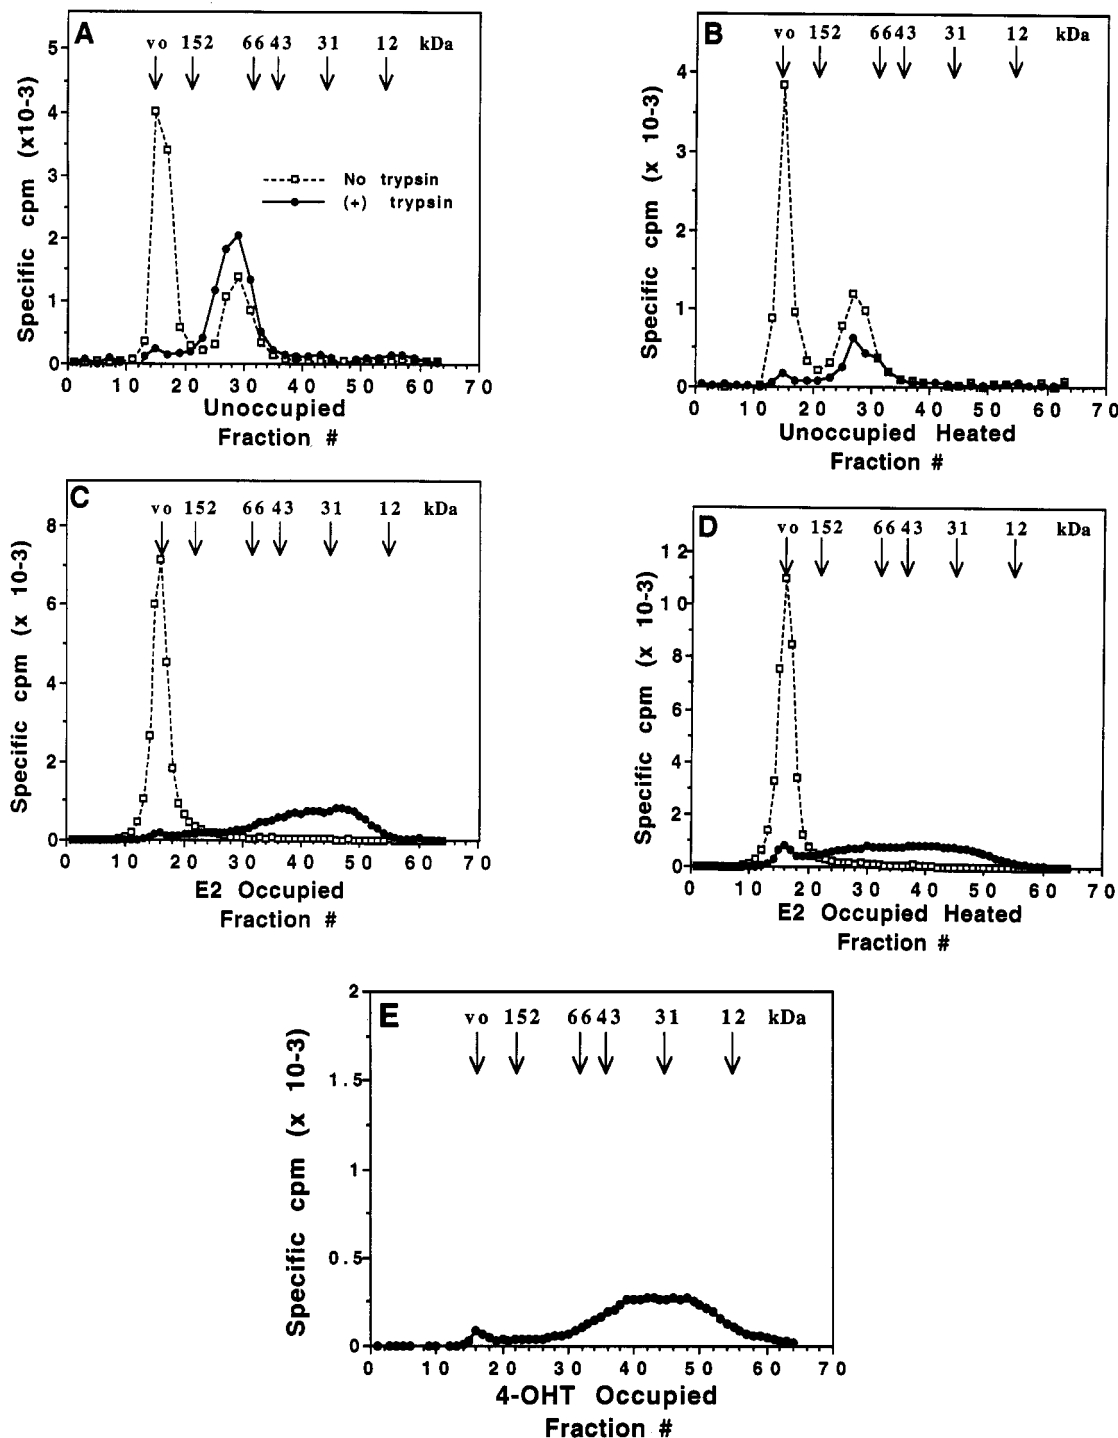 A
vo 152 66 43 31 12 kDa
5
4
3
2
1
0
Specific cpm (x10-3)
No trypsin
(+) trypsin
0 10 20 30 40 50 60 70
Unoccupied
Fraction #
B
vo 152 66 43 31 12 kDa
4
3
2
1
0
Specific cpm (x 10-3)
0 10 20 30 40 50 60 70
Unoccupied Heated
Fraction #
C
vo 152 66 43 31 12 kDa
8
6
4
2
0
Specific cpm (x 10-3)
0 10 20 30 40 50 60 70
E2 Occupied
Fraction #
D
vo 152 66 43 31 12 kDa
12
10
8
6
4
2
0
Specific cpm (x 10-3)
0 10 20 30 40 50 60 70
E2 Occupied Heated
Fraction #
E
vo 152 66 43 31 12 kDa
2
1.5
1
0.5
0
Specific cpm (x 10-3)
0 10 20 30 40 50 60 70
4-OHT Occupied
Fraction #